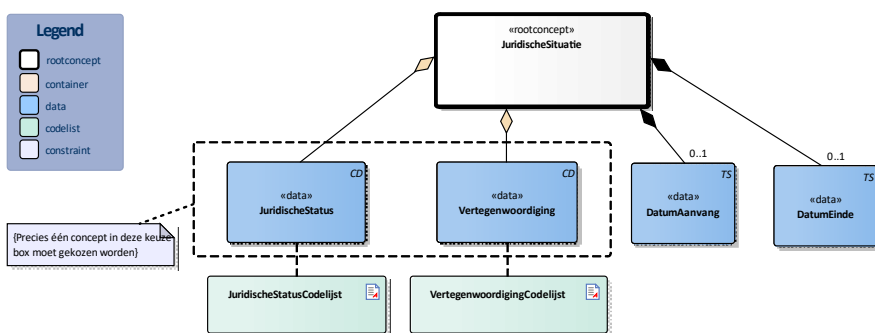 Legend
rootconcept
container
data
codelist
constraint
«rootconcept»
JuridischeSituatie
CD
«data»
JuridischeStatus
CD
«data»
Vertegenwoordiging
0..1
TS
«data»
DatumAanvang
0..1
TS
«data»
DatumEinde
{Precies één concept in deze keuze
box moet gekozen worden}
JuridischeStatusCodelijst
VertegenwoordigingCodelijst